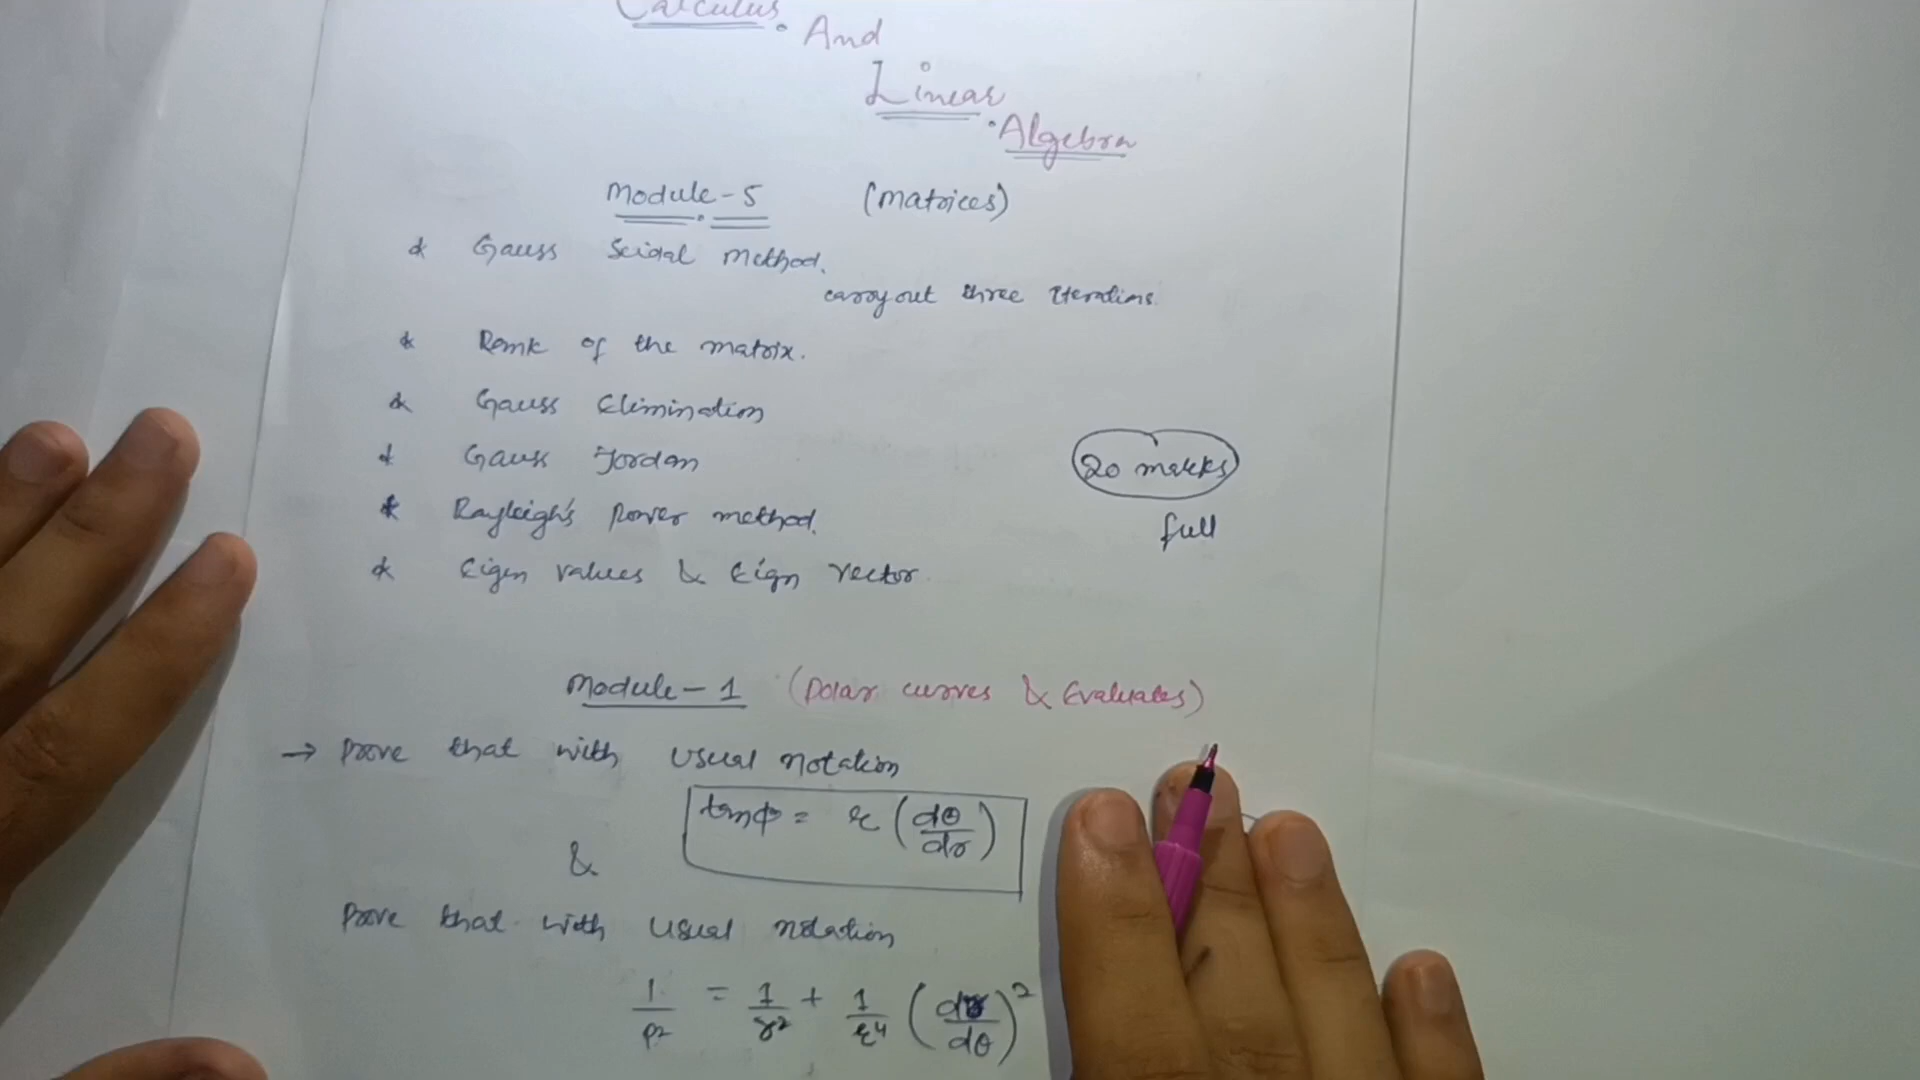 Calculus
And
Linear
Algebra
Module-5 (Matrices)
* Gauss Seidal Method.
carry out three Iterations.
* Rank of the matrix.
* Gauss Elimination
* Gauss Jordan
20 marks
* Rayleigh's Power method.
full
* Eigen values & Eign vector
Module-1 (Polar curves & Evaluates)
→ Prove that with usual notation
tanφ = r (dθ/dr)
&
Prove that with usual notation
1/p² = 1/r² + 1/r⁴ (dr/dθ)²